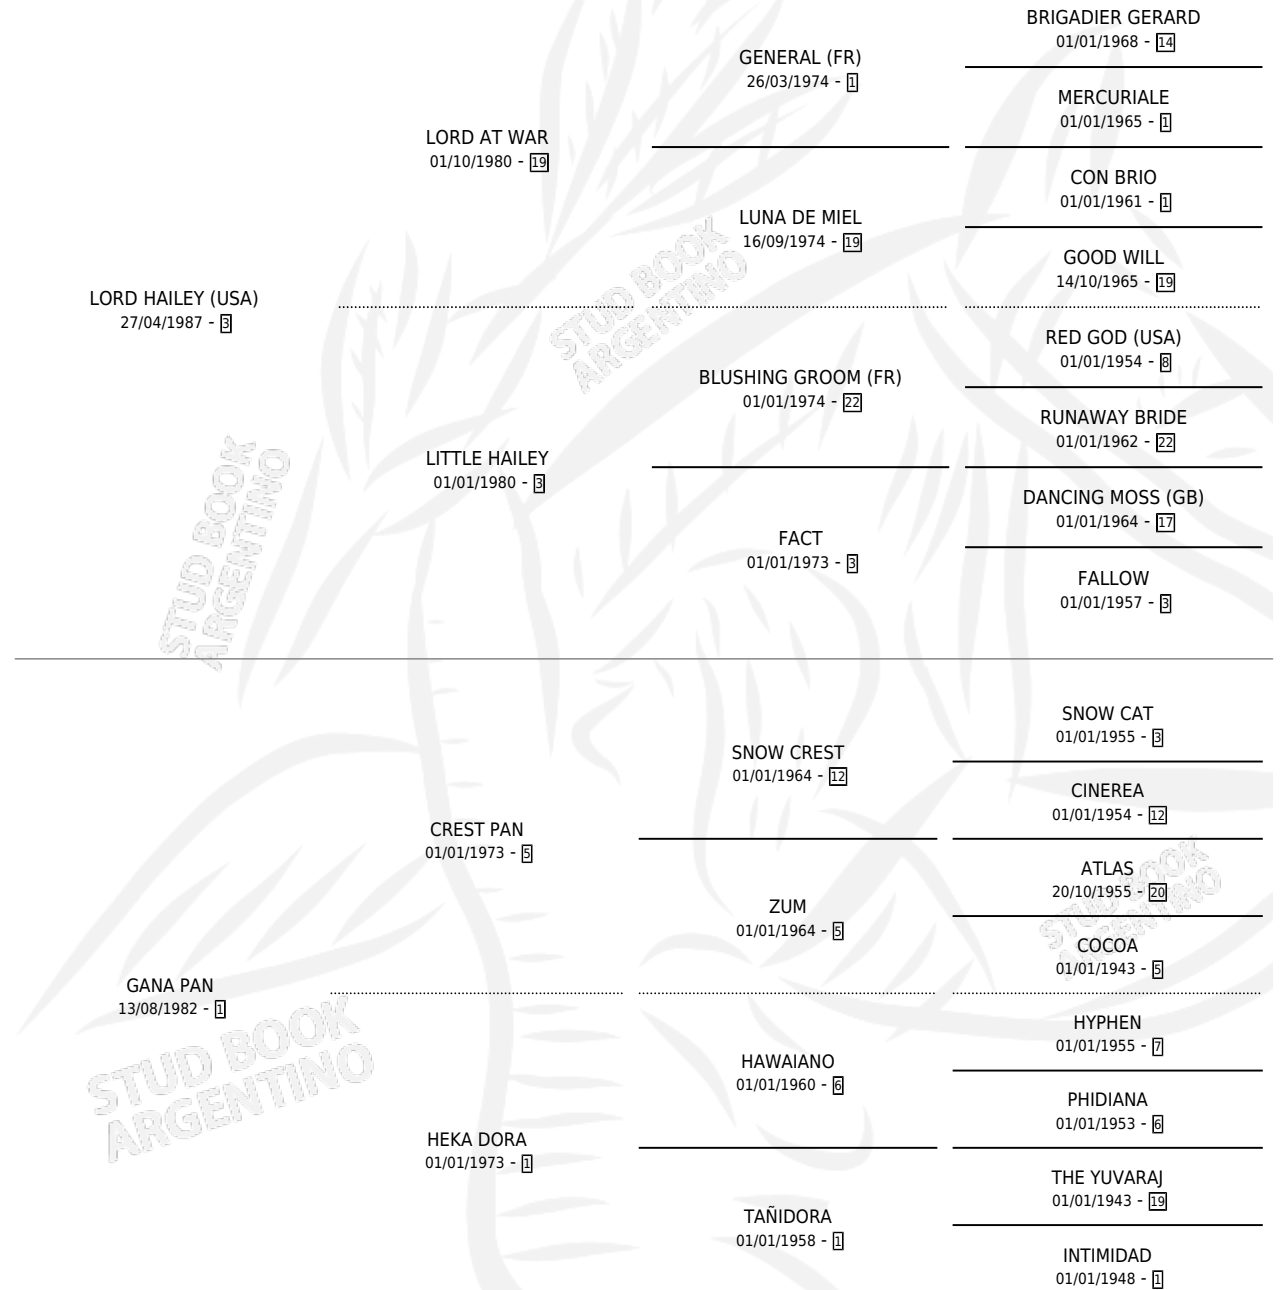 BRIGADIER GERARD
01/01/1968 - 14
GENERAL (FR)
26/03/1974 - 1
MERCURIALE
01/01/1965 - 1
LORD AT WAR
01/10/1980 - 19
CON BRIO
01/01/1961 - 1
LUNA DE MIEL
16/09/1974 - 19
GOOD WILL
14/10/1965 - 19
LORD HAILEY (USA)
27/04/1987 - 3
RED GOD (USA)
01/01/1954 - 8
BLUSHING GROOM (FR)
01/01/1974 - 22
RUNAWAY BRIDE
01/01/1962 - 22
LITTLE HAILEY
01/01/1980 - 3
DANCING MOSS (GB)
01/01/1964 - 17
FACT
01/01/1973 - 3
FALLOW
01/01/1957 - 3
SNOW CAT
01/01/1955 - 3
SNOW CREST
01/01/1964 - 12
CINEREA
01/01/1954 - 12
CREST PAN
01/01/1973 - 5
ATLAS
20/10/1955 - 20
ZUM
01/01/1964 - 5
COCOA
01/01/1943 - 5
GANA PAN
13/08/1982 - 1
HYPHEN
01/01/1955 - 7
HAWAIANO
01/01/1960 - 6
PHIDIANA
01/01/1953 - 6
HEKA DORA
01/01/1973 - 1
THE YUVARAJ
01/01/1943 - 19
TAÑIDORA
01/01/1958 - 1
INTIMIDAD
01/01/1948 - 1
STUD BOOK
ARGENTINO
STUD BOOK
ARGENTINO
STUD BOOK
ARGENTINO
STUD BOOK
ARGENTINO